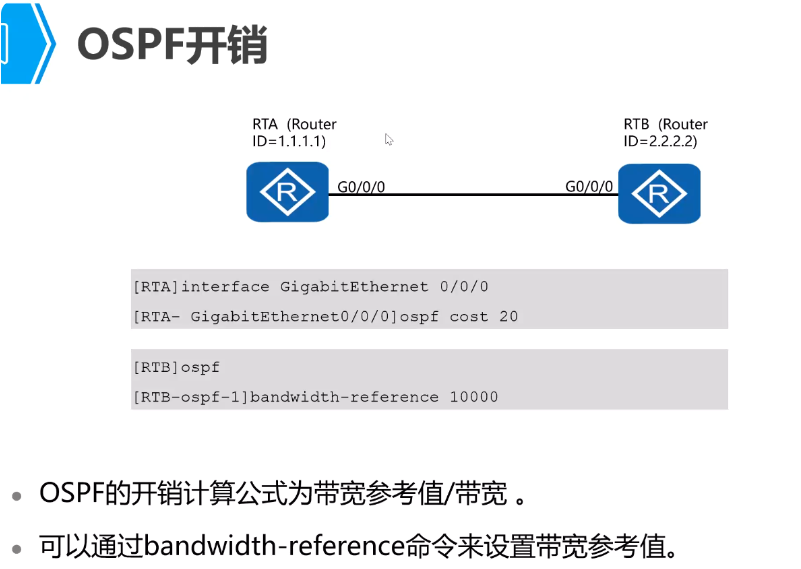 OSPF开销
RTA (Router
ID=1.1.1.1)
RTB (Router
ID=2.2.2.2)
R
G0/0/0
G0/0/0
R
[RTA]interface GigabitEthernet 0/0/0
[RTA- GigabitEthernet0/0/0]ospf cost 20
[RTB]ospf
[RTB-ospf-1]bandwidth-reference 10000
OSPF的开销计算公式为带宽参考值/带宽 。
可以通过bandwidth-reference命令来设置带宽参考值。